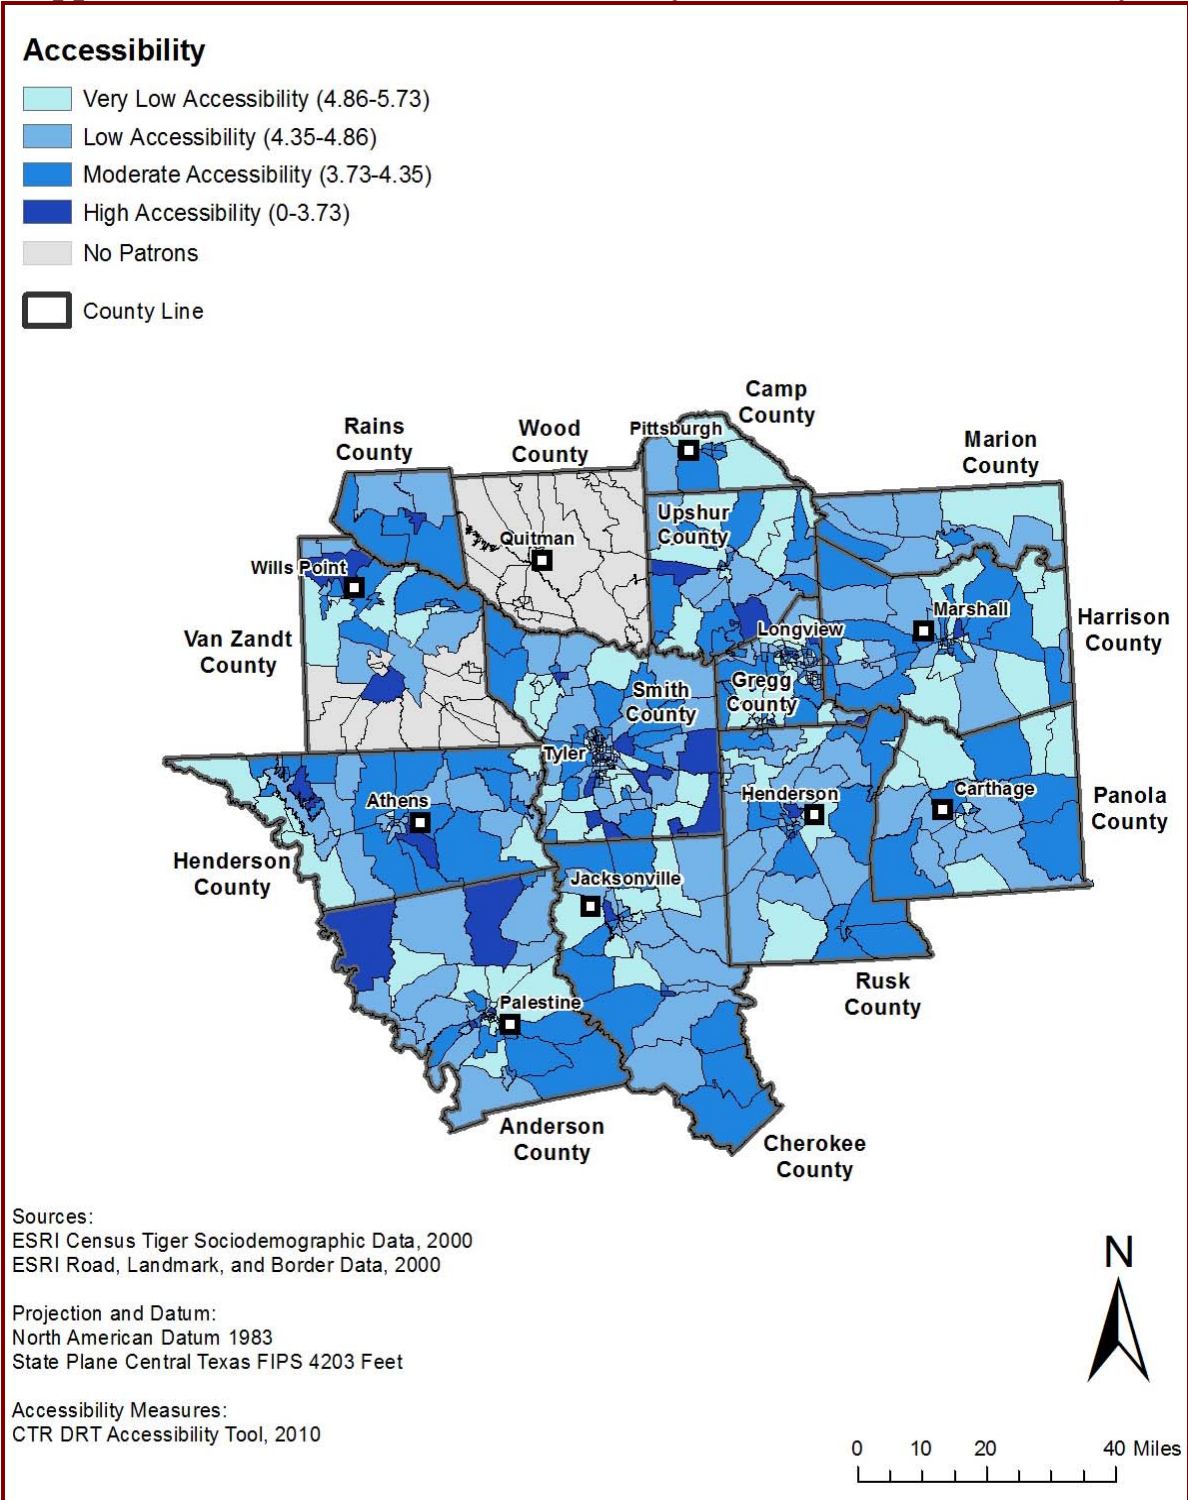 Accessibility
Very Low Accessibility (4.86-5.73)
Low Accessibility (4.35-4.86)
Moderate Accessibility (3.73-4.35)
High Accessibility (0-3.73)
No Patrons
County Line
Camp
County
Rains
County
Wood
County
Pittsburgh
Marion
County
Upshur
County
Quitman
Wills Point
Marshall
Harrison
County
Longview
Van Zandt
County
Gregg
County
Smith
County
Tyler
Athens
Henderson
Carthage
Panola
County
Henderson
County
Jacksonville
Rusk
County
Palestine
Anderson
County
Cherokee
County
Sources:
ESRI Census Tiger Sociodemographic Data, 2000
ESRI Road, Landmark, and Border Data, 2000
Projection and Datum:
North American Datum 1983
State Plane Central Texas FIPS 4203 Feet
Accessibility Measures:
CTR DRT Accessibility Tool, 2010
N
0 10 20 40 Miles